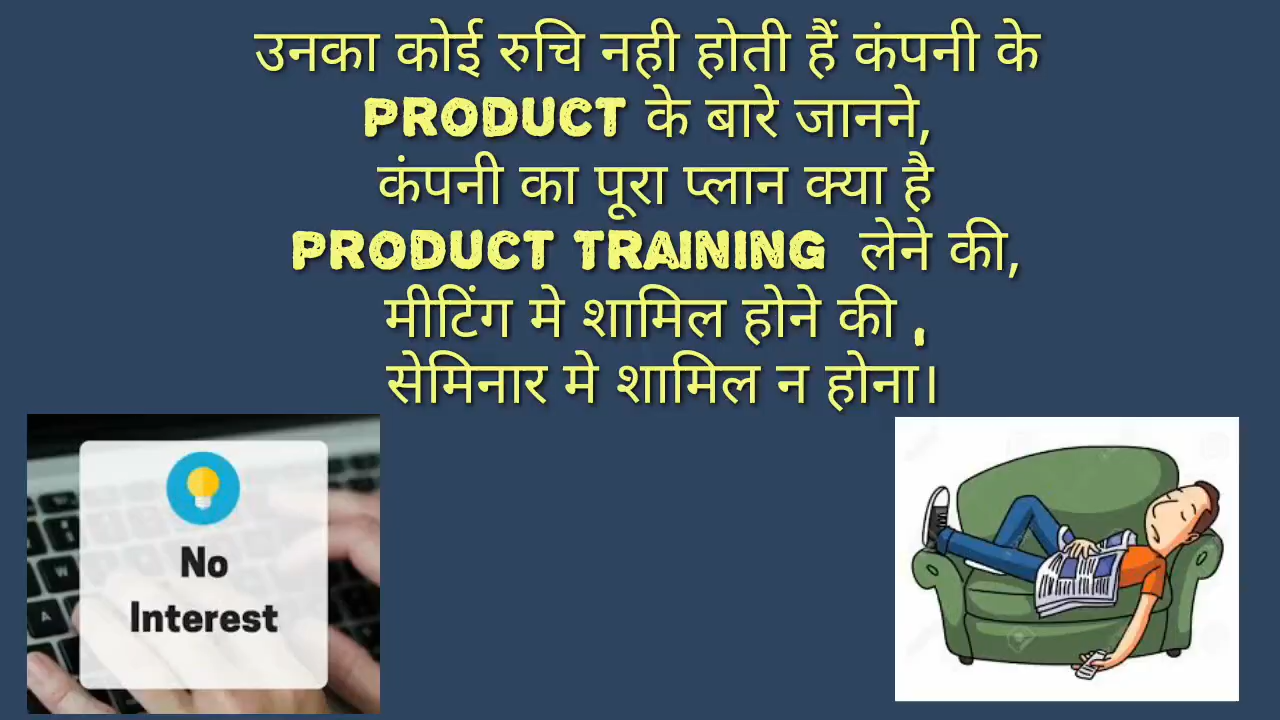 उनका कोई रुचि नही होती हैं कंपनी के
PRODUCT के बारे जानने,
कंपनी का पूरा प्लान क्या है
PRODUCT TRAINING लेने की,
मीटिंग मे शामिल होने की ,
सेमिनार मे शामिल न होना।
No
Interest